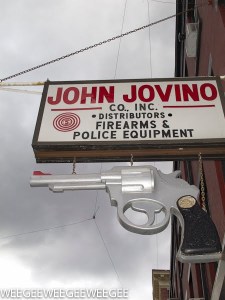 JOHN JOVINO
CO., INC.
• DISTRIBUTORS •
FIREARMS &
POLICE EQUIPMENT
WEEGEEWEEGEEWEEGEE